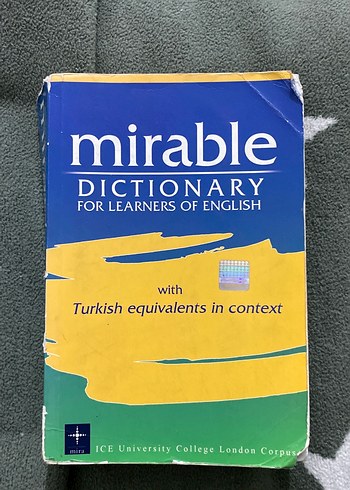 mirable
DICTIONARY
FOR LEARNERS OF ENGLISH
with
Turkish equivalents in context
mira
ICE University College London Corpus